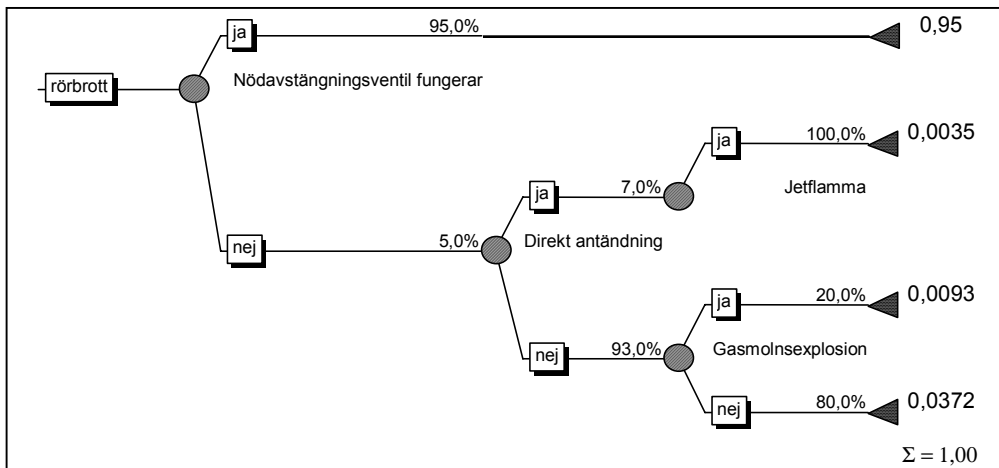 ja 95,0% 0,95
rörbrott Nödavstängningsventil fungerar
ja 100,0% 0,0035
ja 7,0% Jetflamma
nej 5,0% Direkt antändning
ja 20,0% 0,0093
nej 93,0% Gasmolnsexplosion
nej 80,0% 0,0372
Σ = 1,00